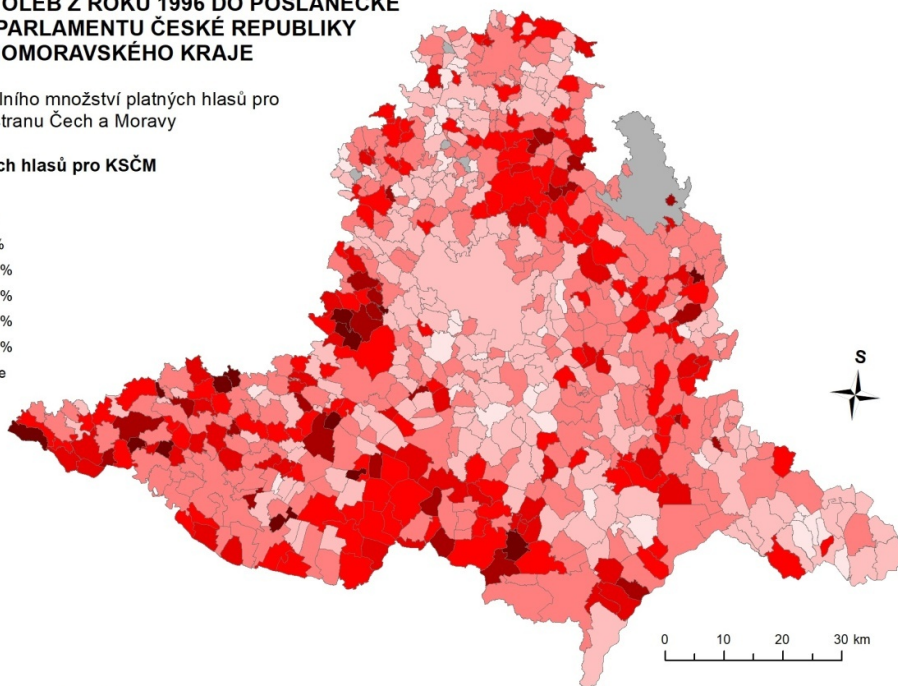 OLEB Z ROKU 1996 DO POSLANECKÉ
PARLAMENTU ČESKÉ REPUBLIKY
OMORAVSKÉHO KRAJE
lního množství platných hlasů pro
tranu Čech a Moravy
ch hlasů pro KSČM
%
%
%
%
%
e
S
0 10 20 30 km